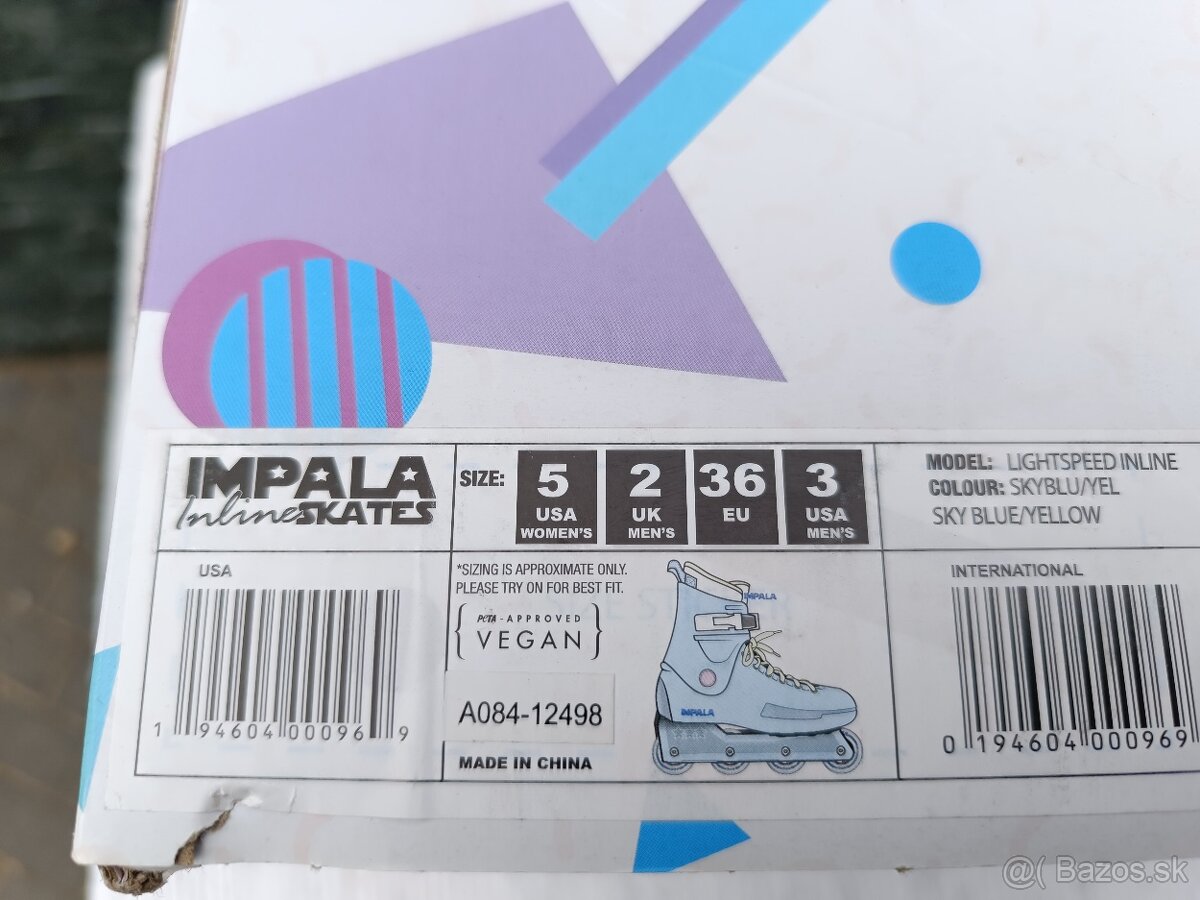 IMPALA
InlineSKATES
SIZE:
5
USA
WOMEN'S
2
UK
MEN'S
36
EU
3
USA
MEN'S
MODEL: LIGHTSPEED INLINE
COLOUR: SKYBLU/YEL
SKY BLUE/YELLOW
USA
1 94604 00096 9
*SIZING IS APPROXIMATE ONLY.
PLEASE TRY ON FOR BEST FIT.
PETA - APPROVED
VEGAN
A084-12498
MADE IN CHINA
IMPALA
IMPALA
INTERNATIONAL
0 194604 000969
@( Bazos.sk